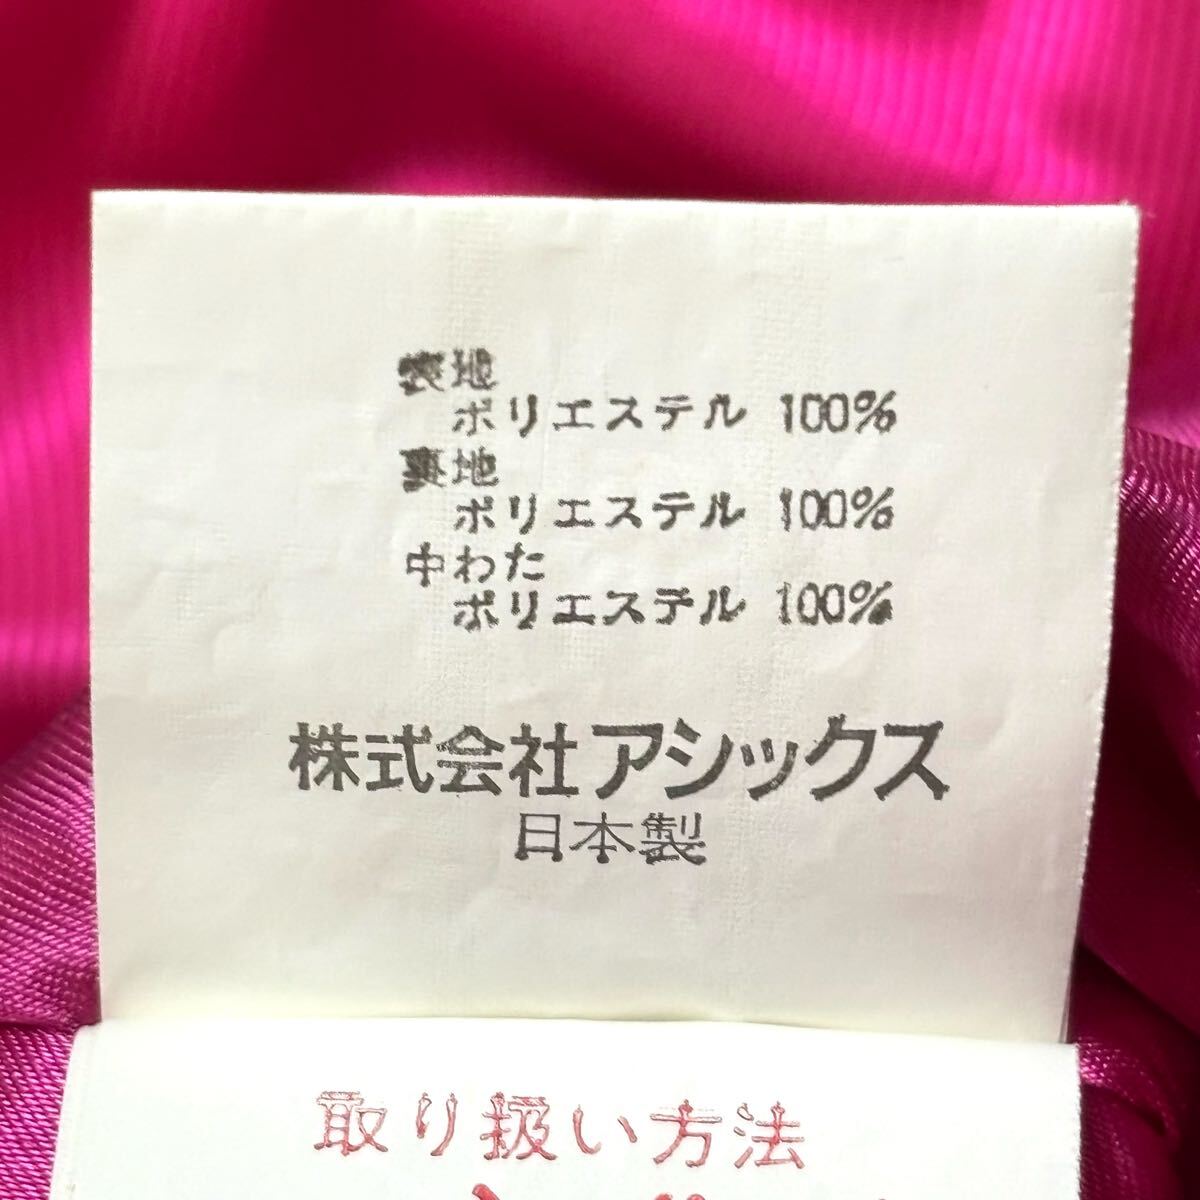 表地
ポリエステル 100%
裏地
ポリエステル 100%
中わた
ポリエステル 100%
株式会社アシックス
日本製
取り扱い方法